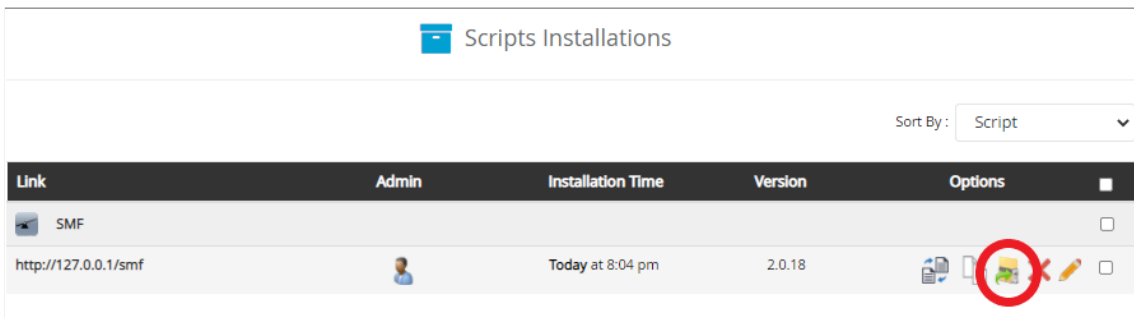 Scripts Installations
Sort By : Script
Link Admin Installation Time Version Options
SMF
http://127.0.0.1/smf Today at 8:04 pm 2.0.18